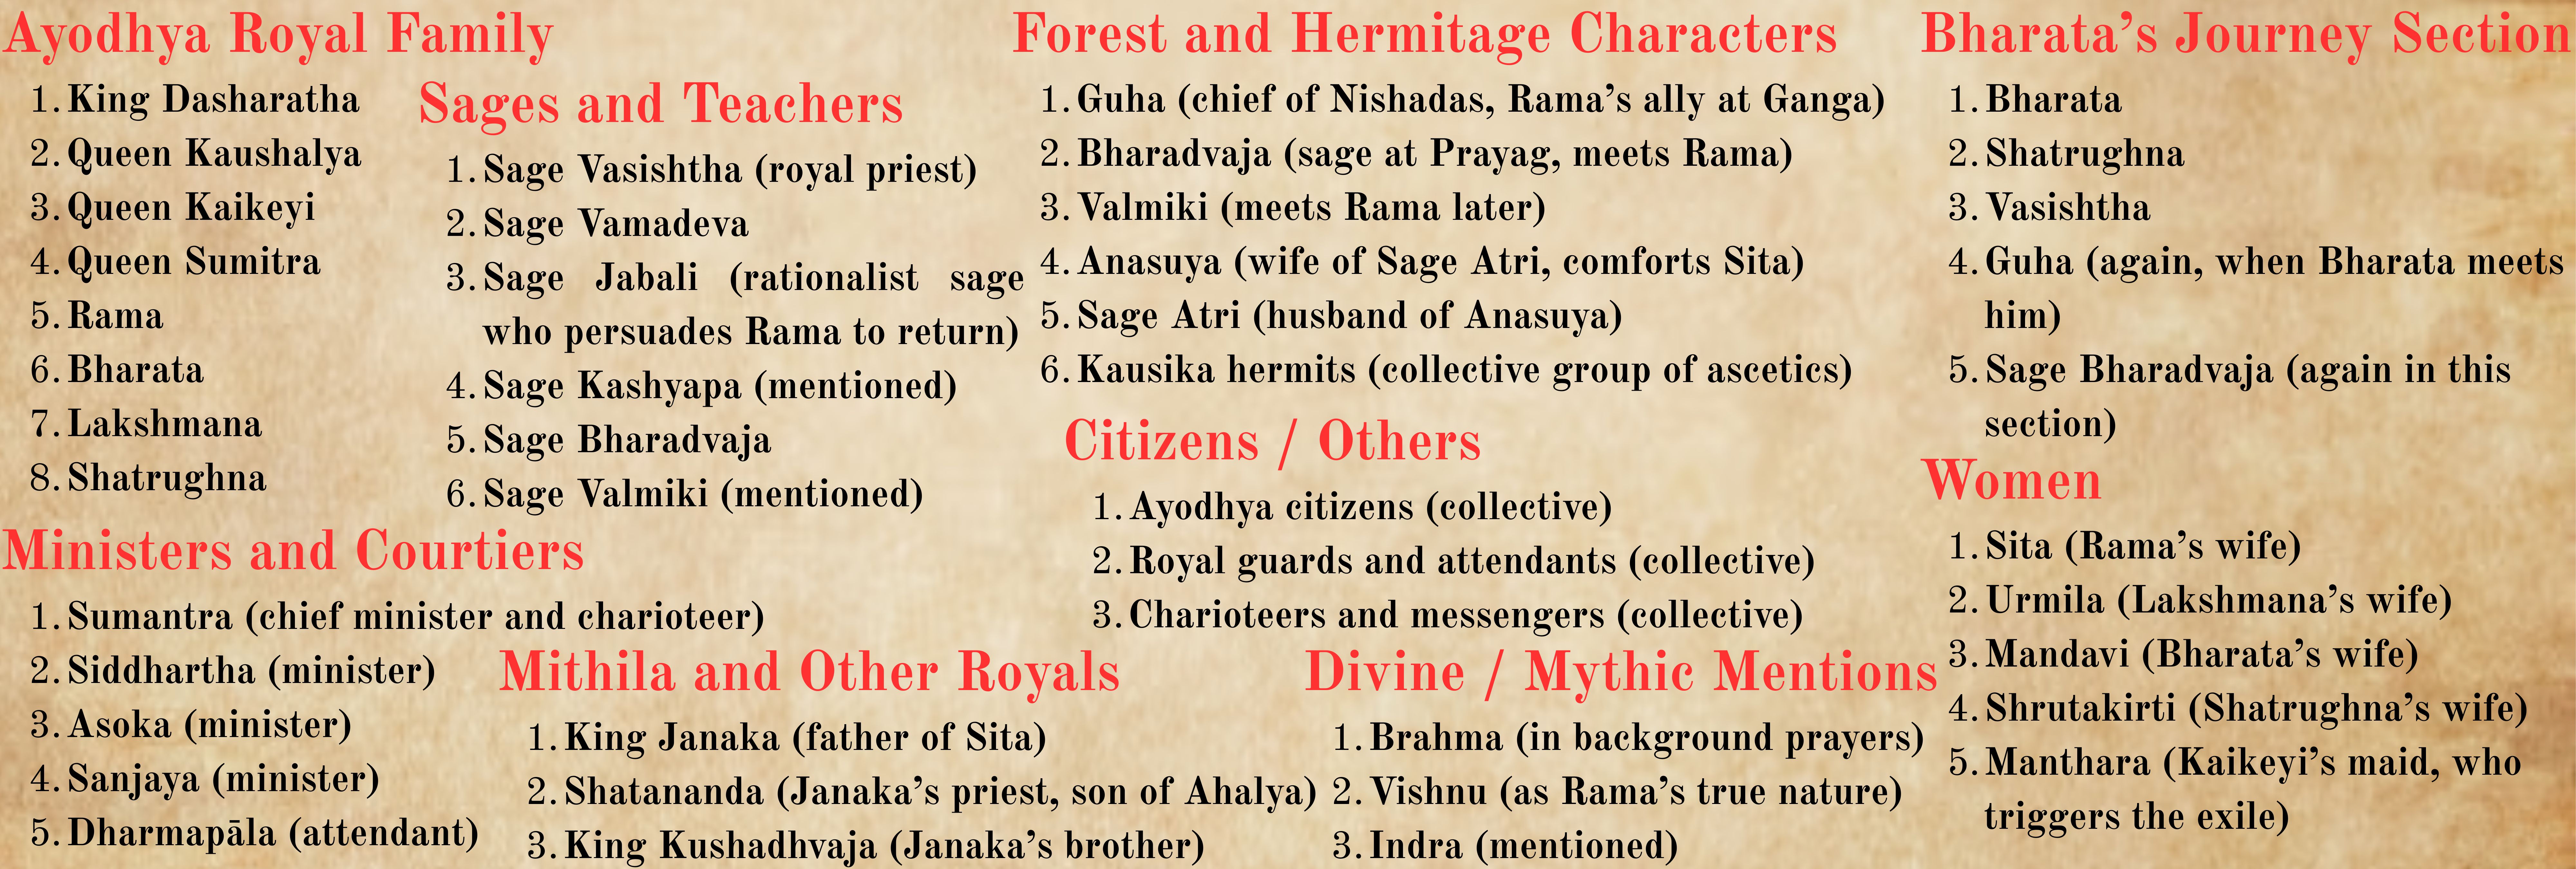 Ayodhya Royal Family
1. King Dasharatha
2. Queen Kaushalya
3. Queen Kaikeyi
4. Queen Sumitra
5. Rama
6. Bharata
7. Lakshmana
8. Shatrughna
Sages and Teachers
1. Sage Vasishtha (royal priest)
2. Sage Vamadeva
3. Sage Jabali (rationalist sage
who persuades Rama to return)
4. Sage Kashyapa (mentioned)
5. Sage Bharadvaja
6. Sage Valmiki (mentioned)
Ministers and Courtiers
1. Sumantra (chief minister and charioteer)
2. Siddhartha (minister)
3. Asoka (minister)
4. Sanjaya (minister)
5. Dharmapāla (attendant)
Mithila and Other Royals
1. King Janaka (father of Sita)
2. Shatananda (Janaka's priest, son of Ahalya)
3. King Kushadhvaja (Janaka's brother)
Forest and Hermitage Characters
1. Guha (chief of Nishadas, Rama's ally at Ganga)
2. Bharadvaja (sage at Prayag, meets Rama)
3. Valmiki (meets Rama later)
4. Anasuya (wife of Sage Atri, comforts Sita)
5. Sage Atri (husband of Anasuya)
6. Kausika hermits (collective group of ascetics)
Citizens / Others
1. Ayodhya citizens (collective)
2. Royal guards and attendants (collective)
3. Charioteers and messengers (collective)
Divine / Mythic Mentions
1. Brahma (in background prayers)
2. Vishnu (as Rama's true nature)
3. Indra (mentioned)
Bharata's Journey Section
1. Bharata
2. Shatrughna
3. Vasishtha
4. Guha (again, when Bharata meets
him)
5. Sage Bharadvaja (again in this
section)
Women
1. Sita (Rama's wife)
2. Urmila (Lakshmana's wife)
3. Mandavi (Bharata's wife)
4. Shrutakirti (Shatrughna's wife)
5. Manthara (Kaikeyi's maid, who
triggers the exile)